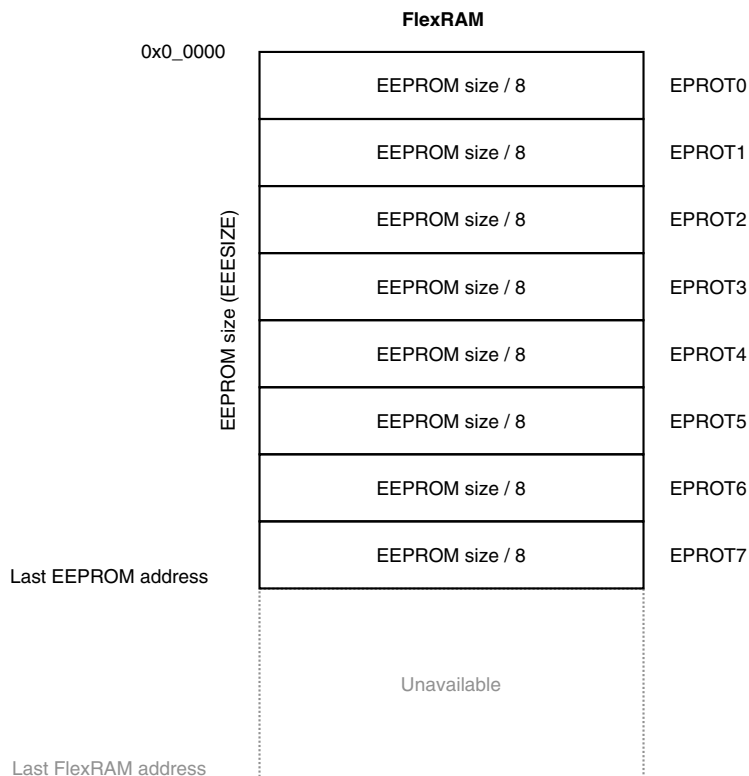 FlexRAM
0x0_0000
EEPROM size / 8 EPROT0
EEPROM size / 8 EPROT1
EEPROM size / 8 EPROT2
EEPROM size (EEESIZE)
EEPROM size / 8 EPROT3
EEPROM size / 8 EPROT4
EEPROM size / 8 EPROT5
EEPROM size / 8 EPROT6
EEPROM size / 8 EPROT7
Last EEPROM address
Unavailable
Last FlexRAM address